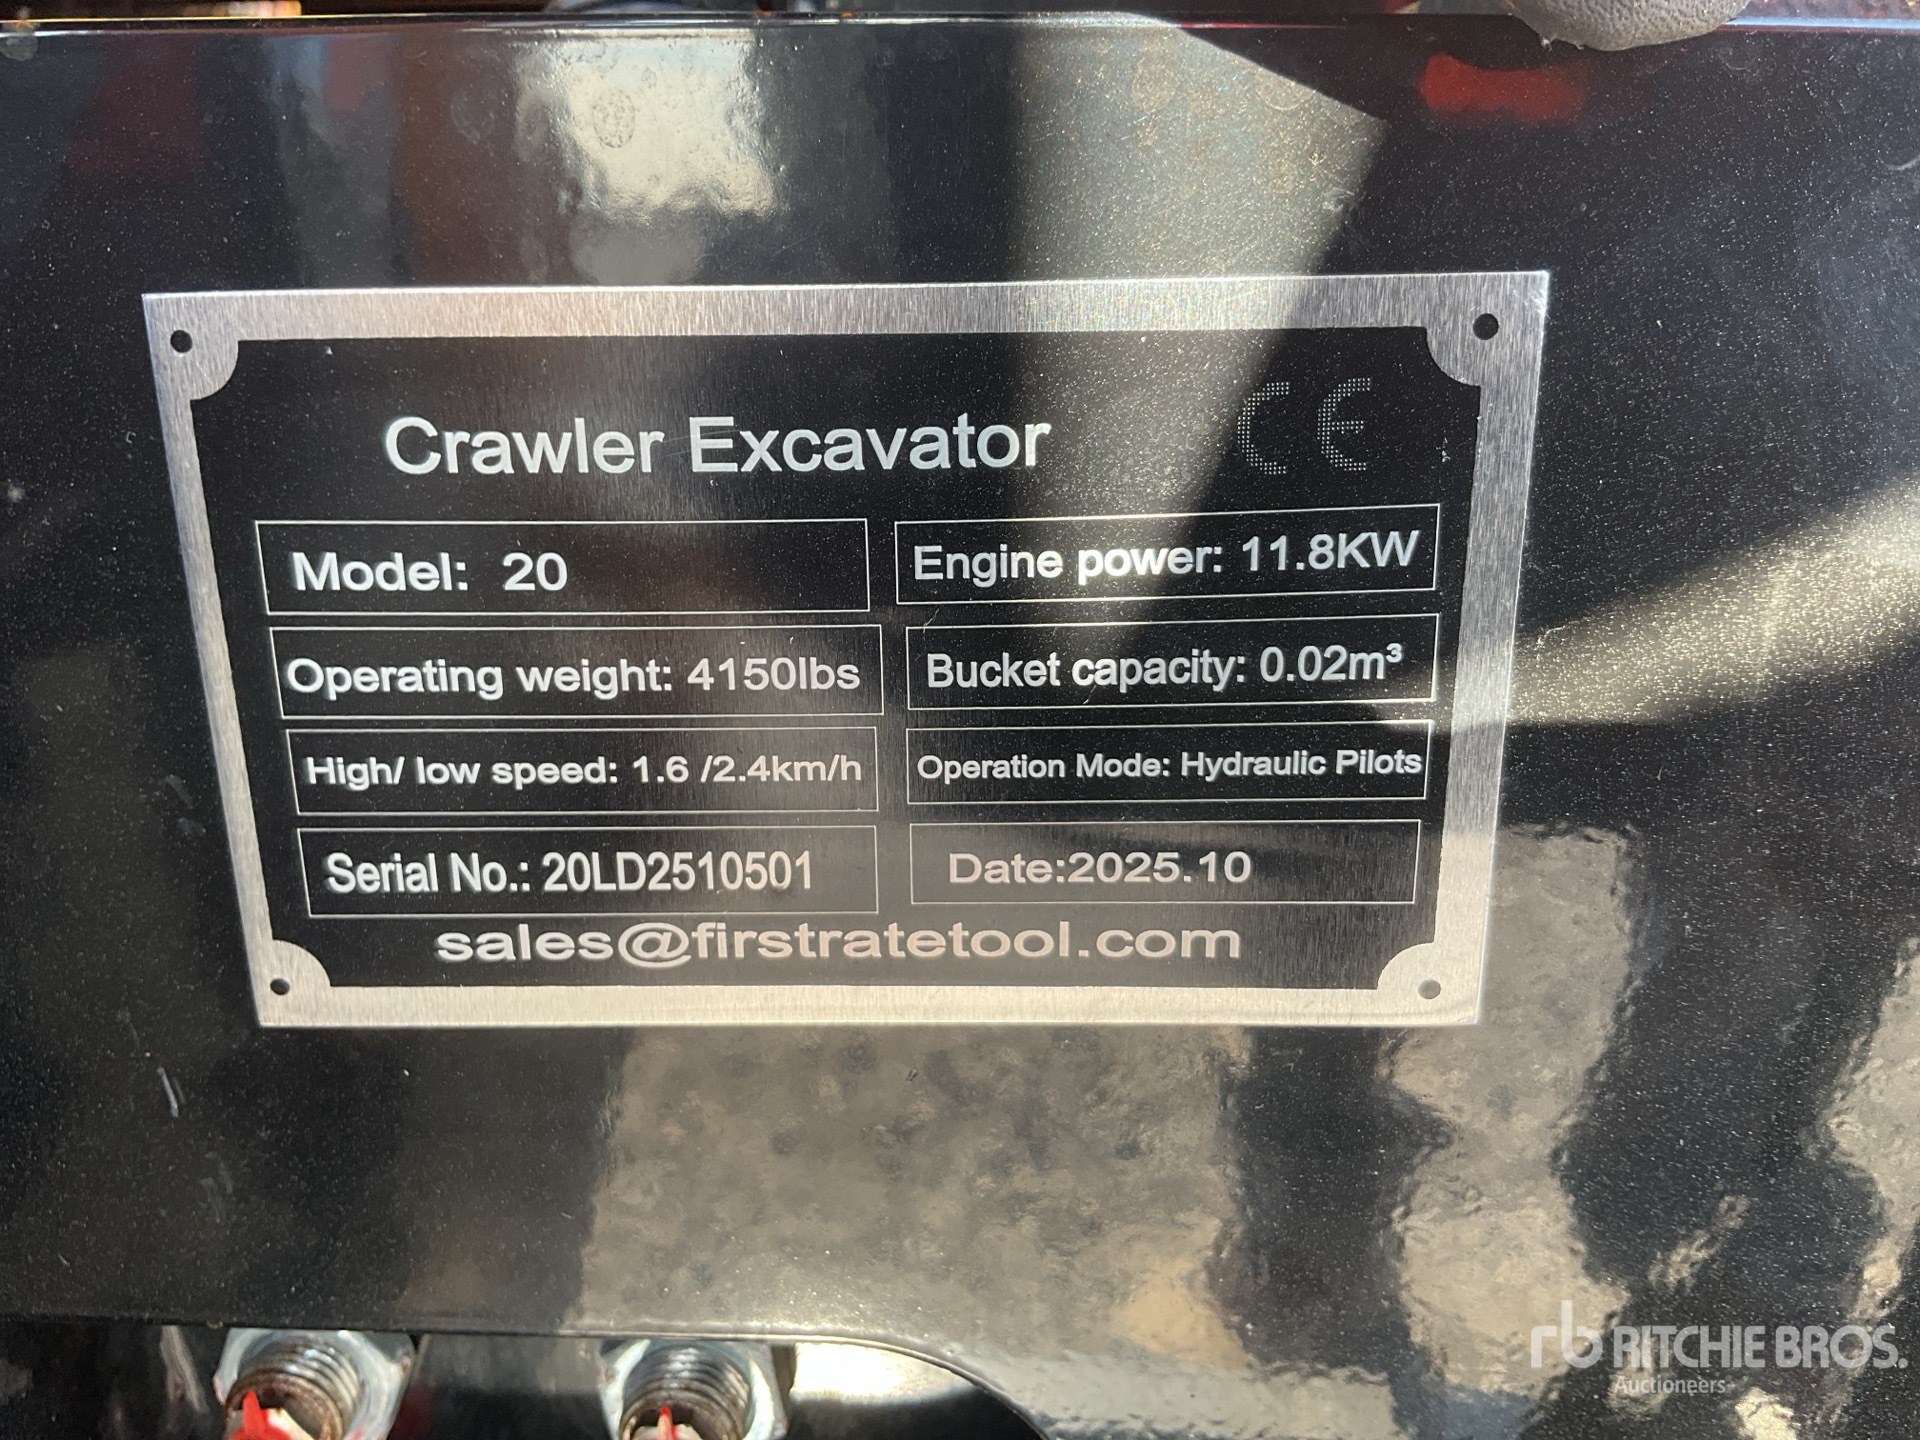 Crawler Excavator CE
Model: 20
Engine power: 11.8KW
Operating weight: 4150lbs
Bucket capacity: 0.02m³
High/ low speed: 1.6 /2.4km/h
Operation Mode: Hydraulic Pilots
Serial No.: 20LD2510501
Date:2025.10
sales@firstratetool.com
rb RITCHIE BROS.
Auctioneers